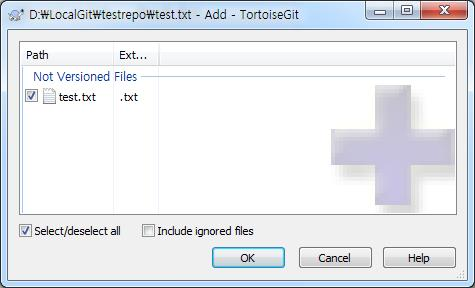 D:₩LocalGit₩testrepo₩test.txt - Add - TortoiseGit
Path Ext...
Not Versioned Files
test.txt .txt
Select/deselect all Include ignored files
OK Cancel Help